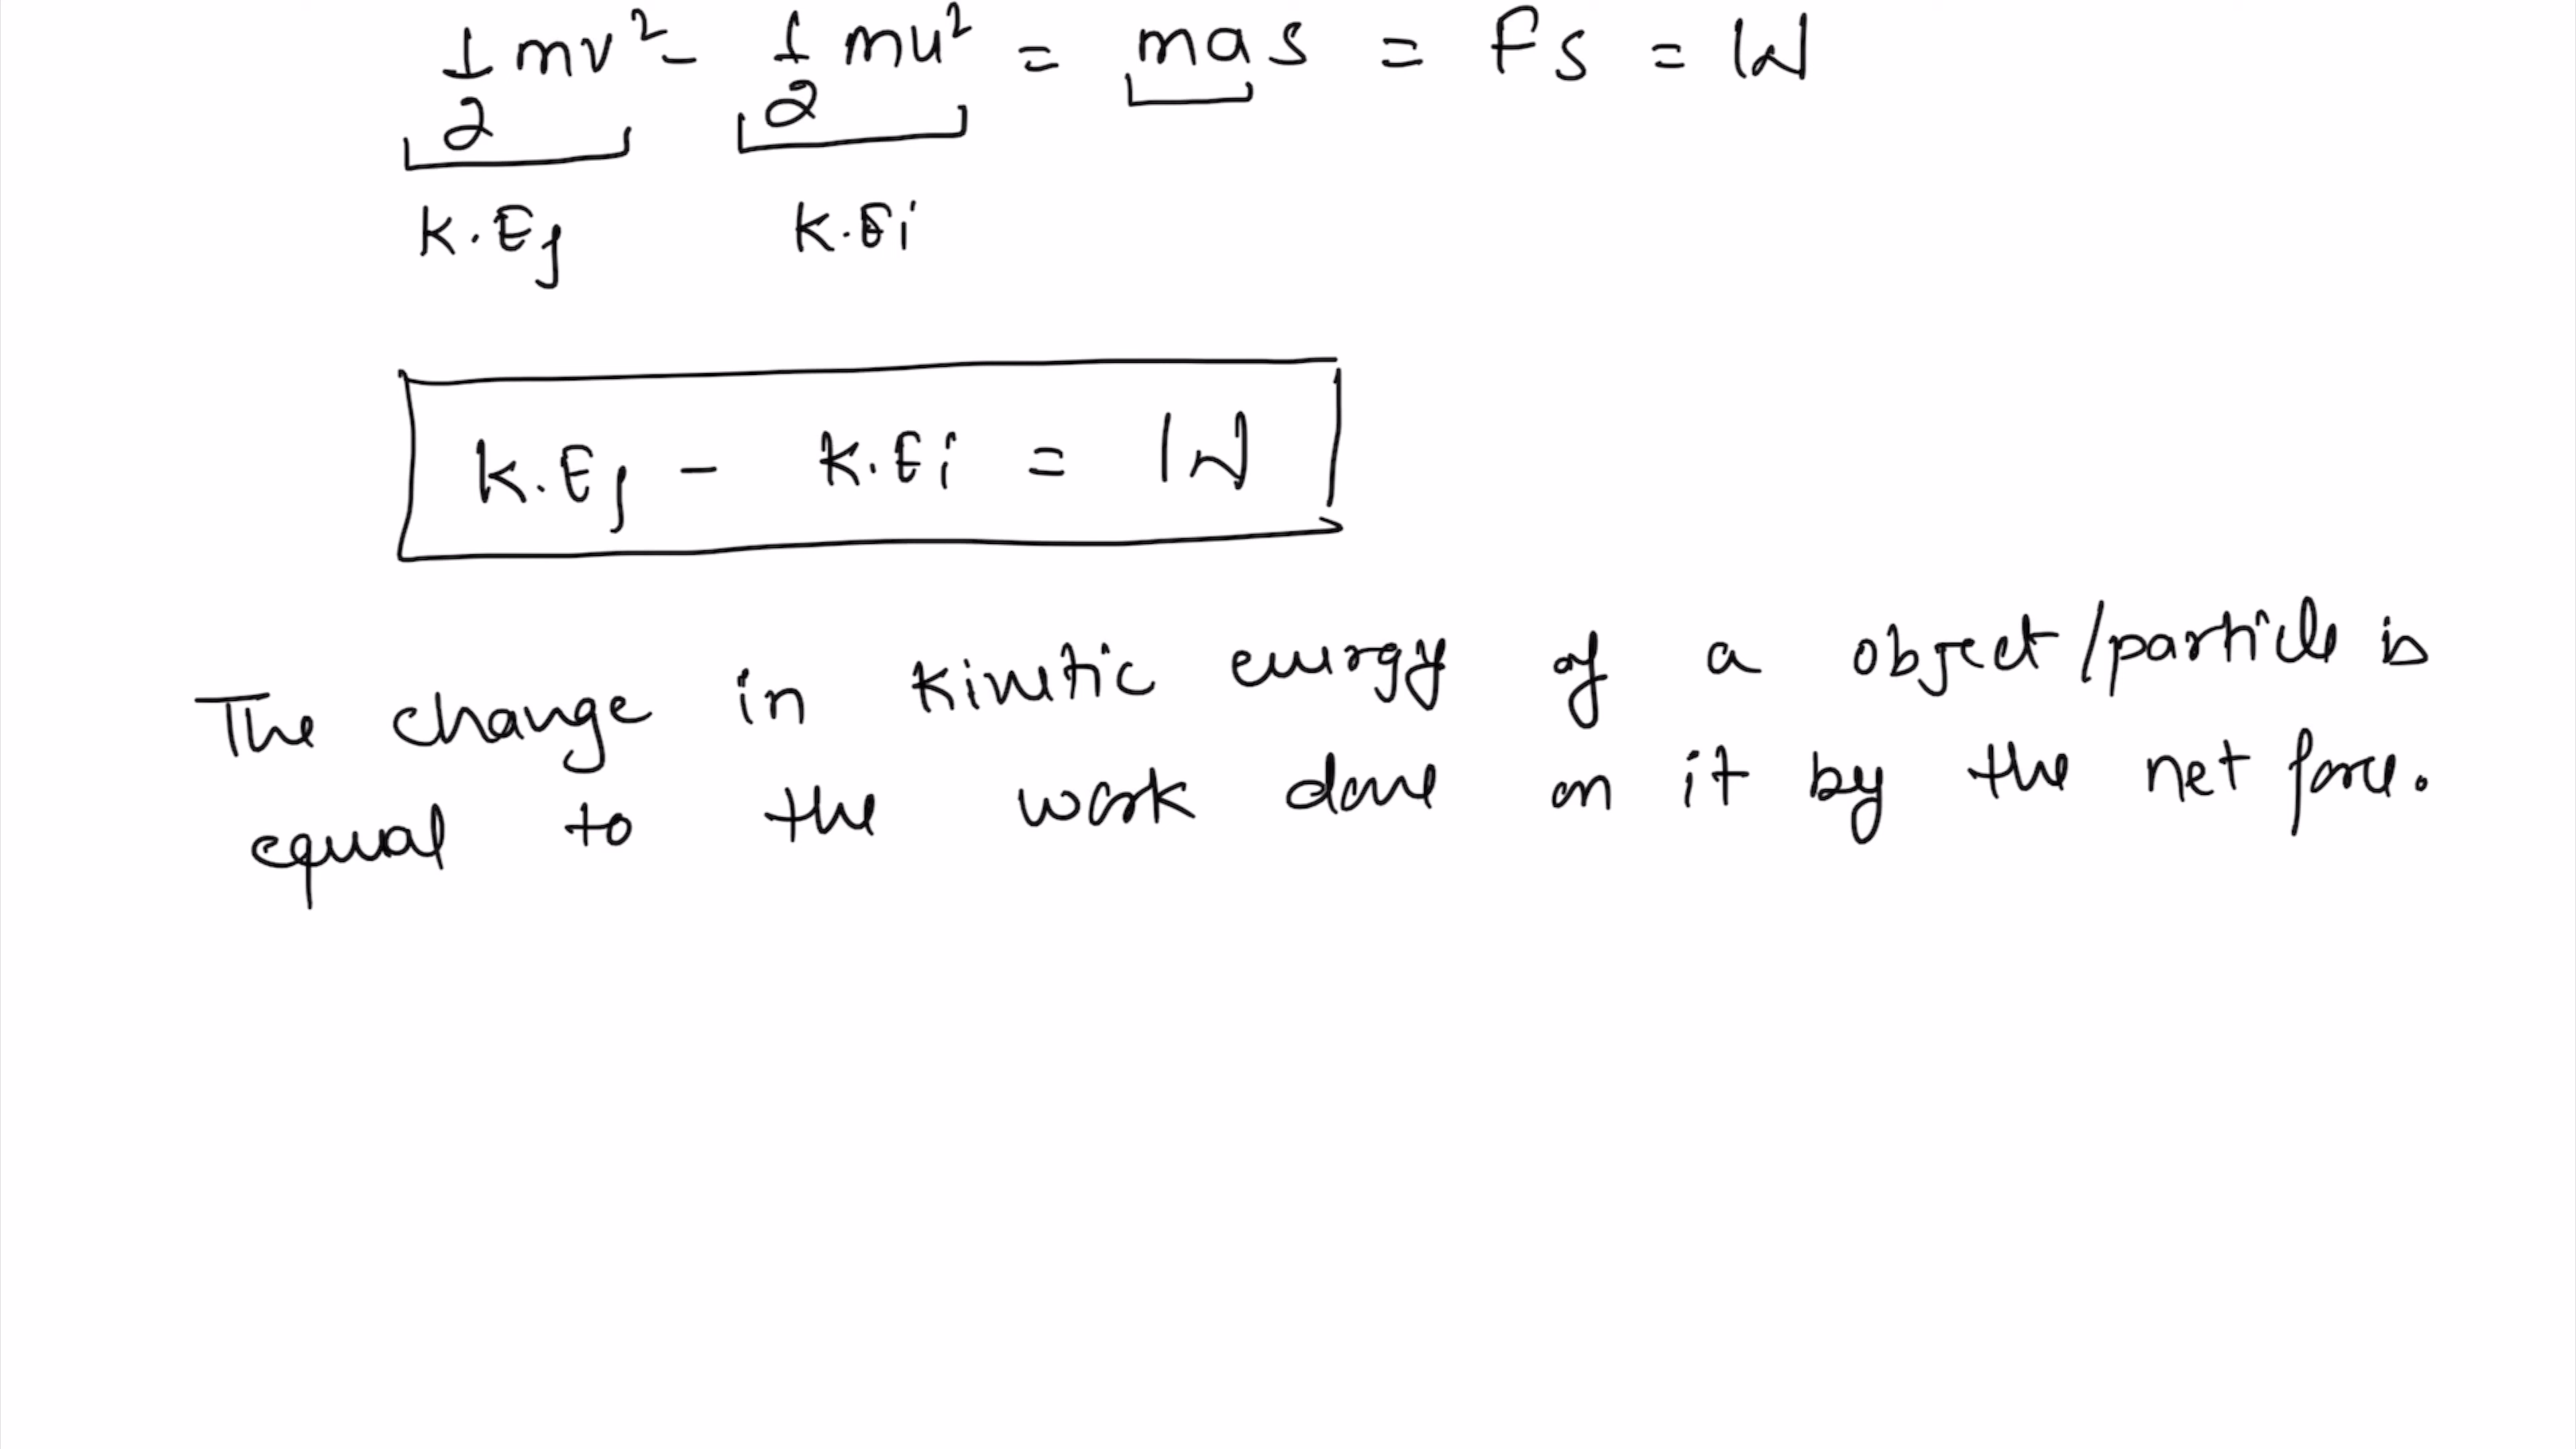 1/2 mv² - 1/2 mu² = mas = Fs = W
K.Ef K.Ei
K.Ef - K.Ei = W
The change in kinetic energy of a object/particle is
equal to the work done on it by the net force.